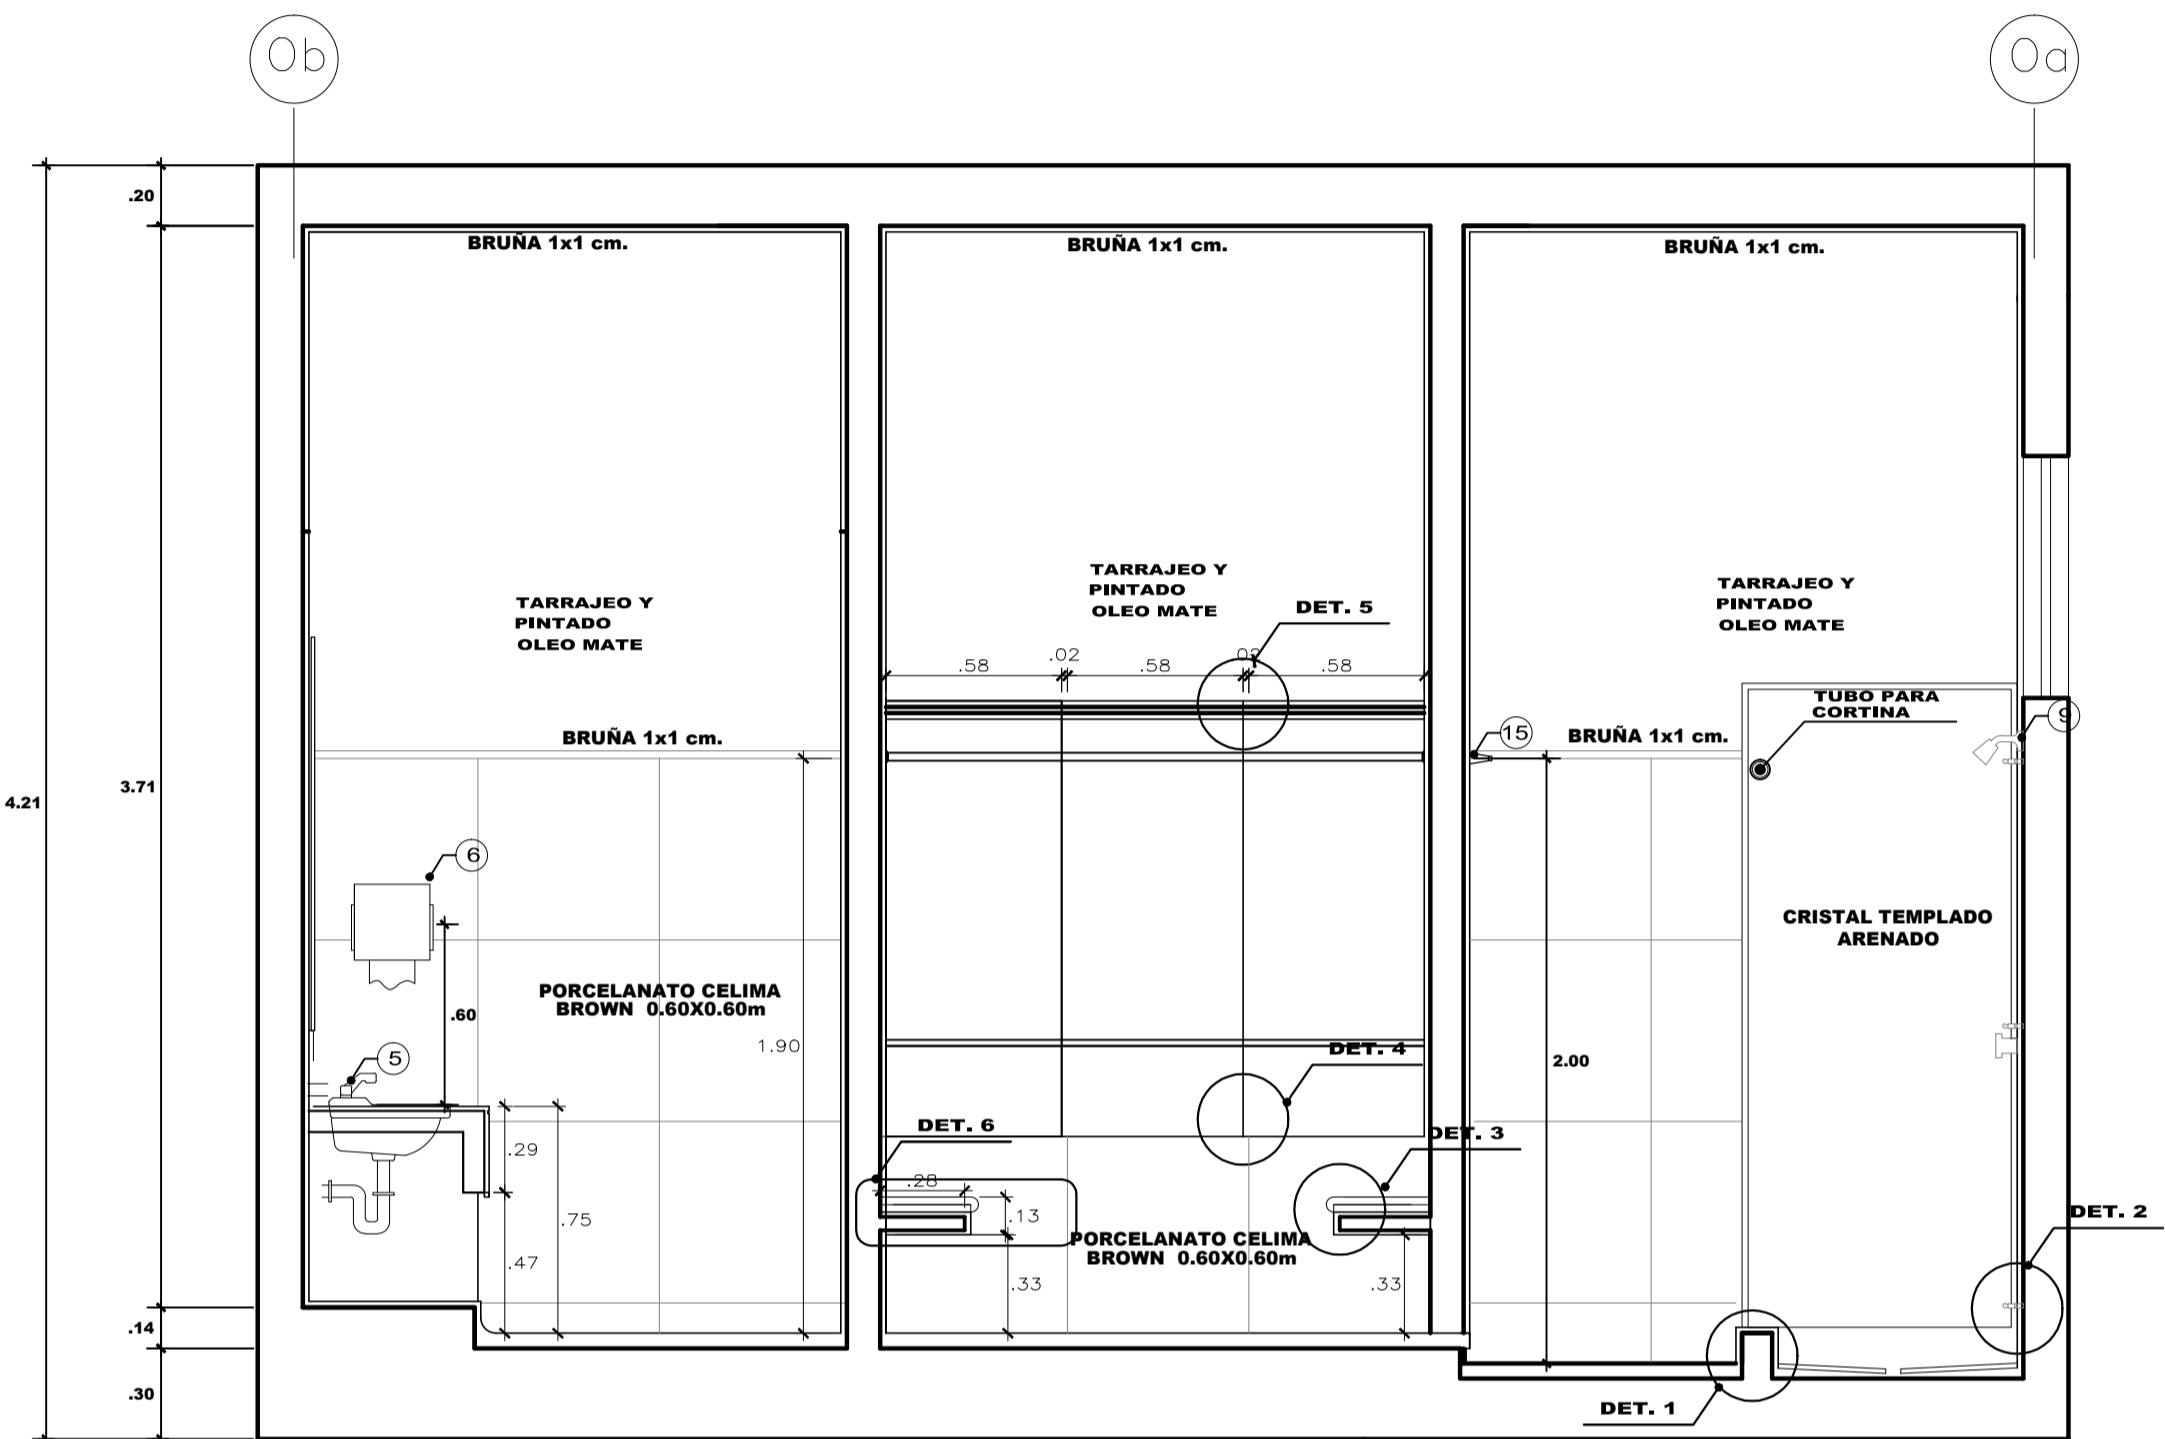 Ob
Oa
.20
BRUÑA 1x1 cm.
BRUÑA 1x1 cm.
BRUÑA 1x1 cm.
TARRAJEO Y
PINTADO
OLEO MATE
TARRAJEO Y
PINTADO
OLEO MATE
TARRAJEO Y
PINTADO
OLEO MATE
DET. 5
.58
.02
.58
.02
.58
TUBO PARA
CORTINA
9
15
BRUÑA 1x1 cm.
BRUÑA 1x1 cm.
4.21
3.71
6
CRISTAL TEMPLADO
ARENADO
PORCELANATO CELIMA
BROWN 0.60X0.60m
.60
1.90
5
DET. 4
2.00
DET. 6
DET. 3
.29
.28
.75
.13
DET. 2
PORCELANATO CELIMA
BROWN 0.60X0.60m
.47
.33
.33
.14
.30
DET. 1